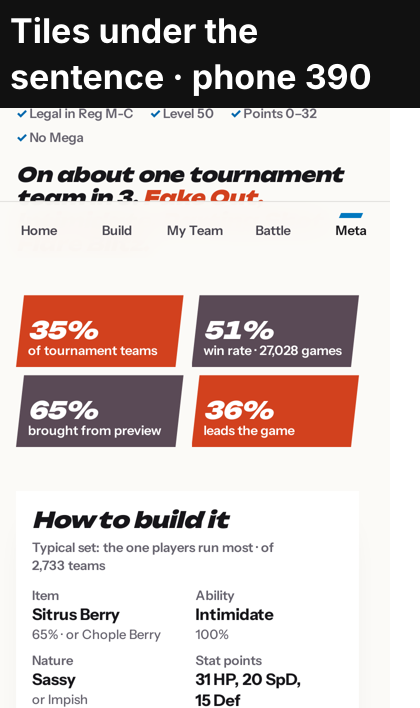 Tiles under the
sentence · phone 390
✓ Legal in Reg M-C ✓ Level 50 ✓ Points 0–32
✓ No Mega
On about one tournament
team in 3. Fake Out.
Home Build My Team Battle Meta
35%
of tournament teams
51%
win rate · 27,028 games
65%
brought from preview
36%
leads the game
How to build it
Typical set: the one players run most · of
2,733 teams
Item
Sitrus Berry
65% · or Chople Berry
Ability
Intimidate
100%
Nature
Sassy
or Impish
Stat points
31 HP, 20 SpD,
15 Def